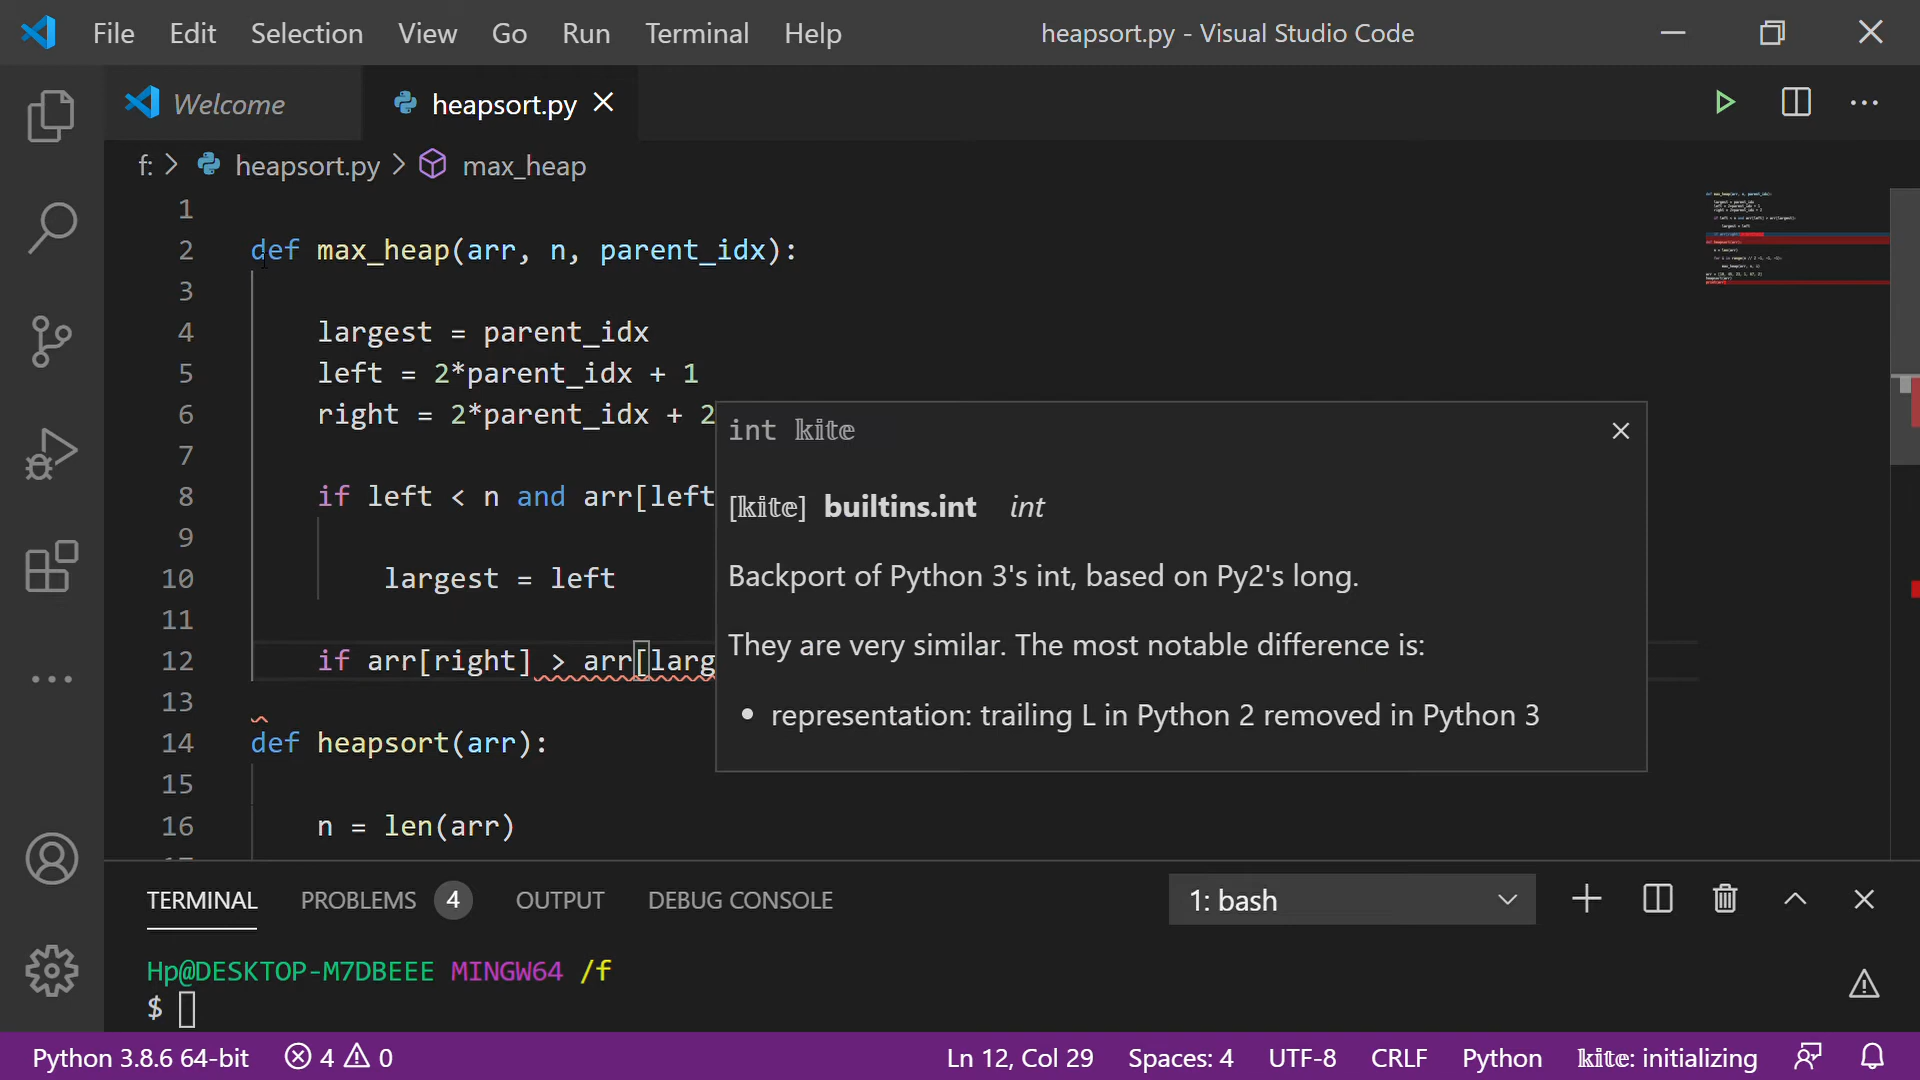 File Edit Selection View Go Run Terminal Help heapsort.py - Visual Studio Code
Welcome heapsort.py
f: > heapsort.py > max_heap
1
2 def max_heap(arr, n, parent_idx):
3
4 largest = parent_idx
5 left = 2*parent_idx + 1
6 right = 2*parent_idx + 2
7
8 if left < n and arr[left
9
10 largest = left
11
12 if arr[right] > arr[larg
13
14 def heapsort(arr):
15
16 n = len(arr)
int kite
[kite] builtins.int int
Backport of Python 3's int, based on Py2's long.
They are very similar. The most notable difference is:
• representation: trailing L in Python 2 removed in Python 3
TERMINAL PROBLEMS 4 OUTPUT DEBUG CONSOLE 1: bash
Hp@DESKTOP-M7DBEEE MINGW64 /f
$
Python 3.8.6 64-bit 4 0 Ln 12, Col 29 Spaces: 4 UTF-8 CRLF Python kite: initializing